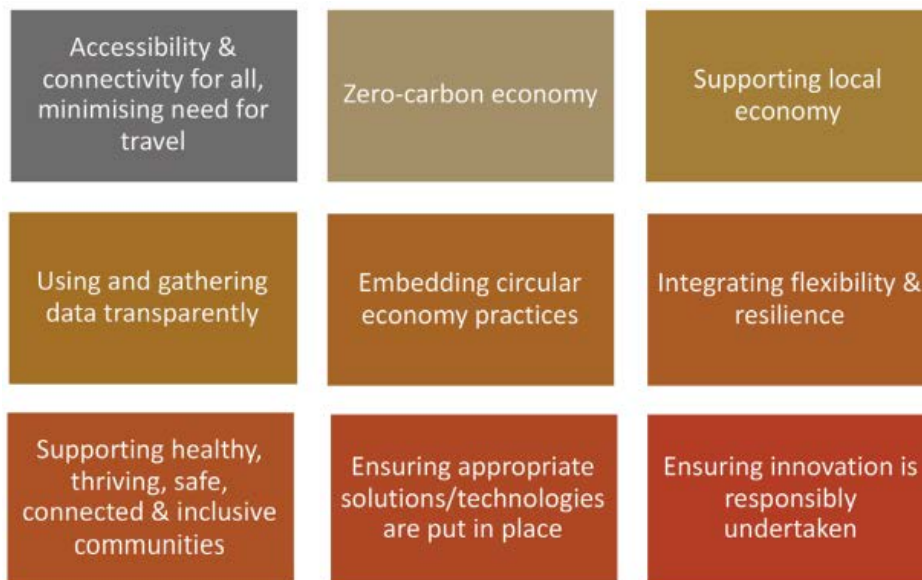 Accessibility &
connectivity for all,
minimising need for
travel
Zero-carbon economy
Supporting local
economy
Using and gathering
data transparently
Embedding circular
economy practices
Integrating flexibility &
resilience
Supporting healthy,
thriving, safe,
connected & inclusive
communities
Ensuring appropriate
solutions/technologies
are put in place
Ensuring innovation is
responsibly
undertaken